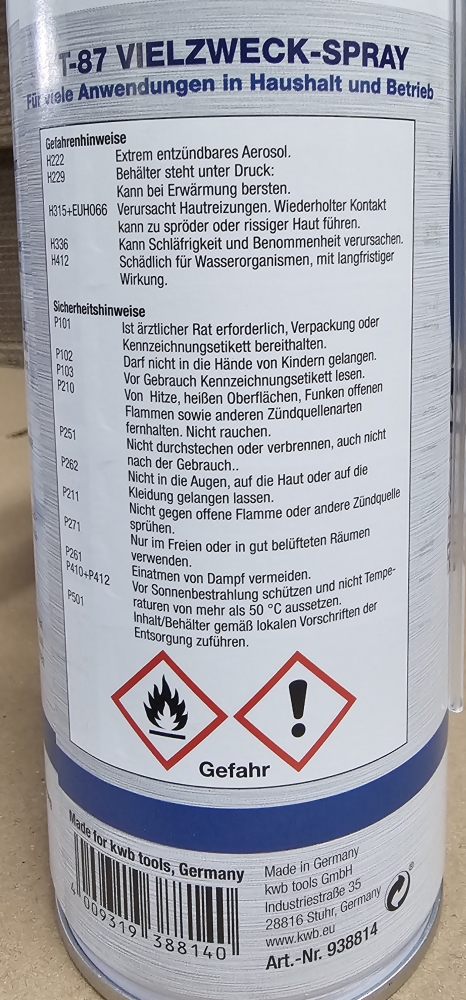 T-87 VIELZWECK-SPRAY
Für viele Anwendungen in Haushalt und Betrieb
Gefahrenhinweise
H222 Extrem entzündbares Aerosol.
H229 Behälter steht unter Druck:
Kann bei Erwärmung bersten.
H315+EUH066 Verursacht Hautreizungen. Wiederholter Kontakt
kann zu spröder oder rissiger Haut führen.
H336 Kann Schläfrigkeit und Benommenheit verursachen.
H412 Schädlich für Wasserorganismen, mit langfristiger
Wirkung.
Sicherheitshinweise
P101 Ist ärztlicher Rat erforderlich, Verpackung oder
Kennzeichnungsetikett bereithalten.
P102 Darf nicht in die Hände von Kindern gelangen.
P103 Vor Gebrauch Kennzeichnungsetikett lesen.
P210 Von Hitze, heißen Oberflächen, Funken offenen
Flammen sowie anderen Zündquellenarten
fernhalten. Nicht rauchen.
P251 Nicht durchstechen oder verbrennen, auch nicht
nach der Gebrauch..
P262 Nicht in die Augen, auf die Haut oder auf die
Kleidung gelangen lassen.
P211 Nicht gegen offene Flamme oder andere Zündquelle
sprühen.
P271 Nur im Freien oder in gut belüfteten Räumen
verwenden.
P261 Einatmen von Dampf vermeiden.
P410+P412 Vor Sonnenbestrahlung schützen und nicht Tempe-
raturen von mehr als 50 °C aussetzen.
P501 Inhalt/Behälter gemäß lokalen Vorschriften der
Entsorgung zuführen.
Gefahr
Made for kwb tools, Germany
4 009319 388140
Made in Germany
kwb tools GmbH
Industriestraße 35
28816 Stuhr, Germany
www.kwb.eu
Art.-Nr. 938814
®